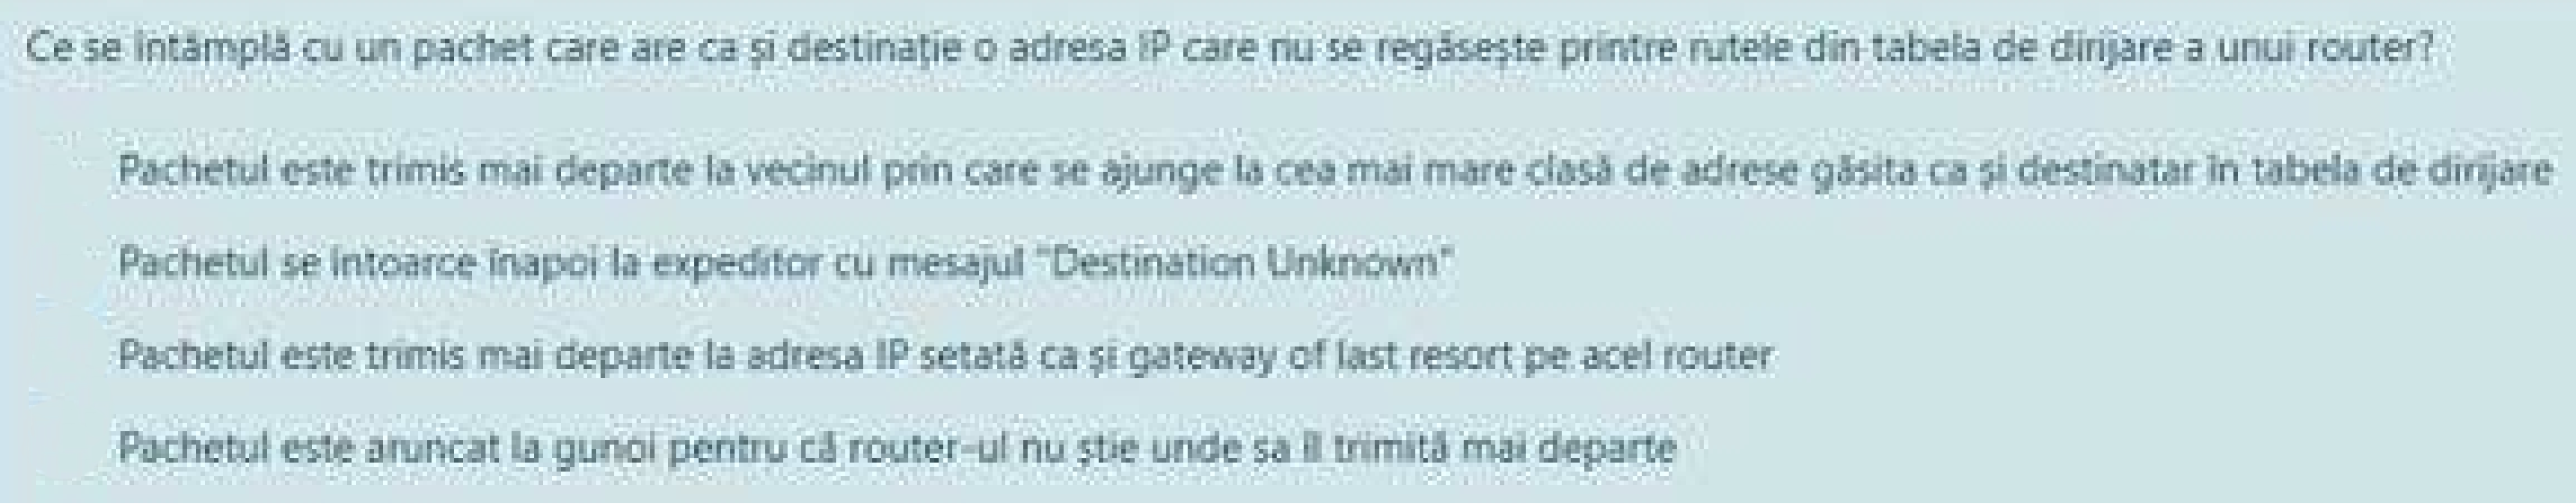 Ce se întâmplă cu un pachet care are ca și destinație o adresa IP care nu se regăsește printre rutele din tabela de dirijare a unui router?
Pachetul este trimis mai departe la vecinul prin care se ajunge la cea mai mare clasă de adrese găsita ca și destinatar în tabela de dirijare
Pachetul se întoarce înapoi la expeditor cu mesajul "Destination Unknown"
Pachetul este trimis mai departe la adresa IP setată ca și gateway of last resort pe acel router
Pachetul este aruncat la gunoi pentru că router-ul nu știe unde sa îl trimită mai departe